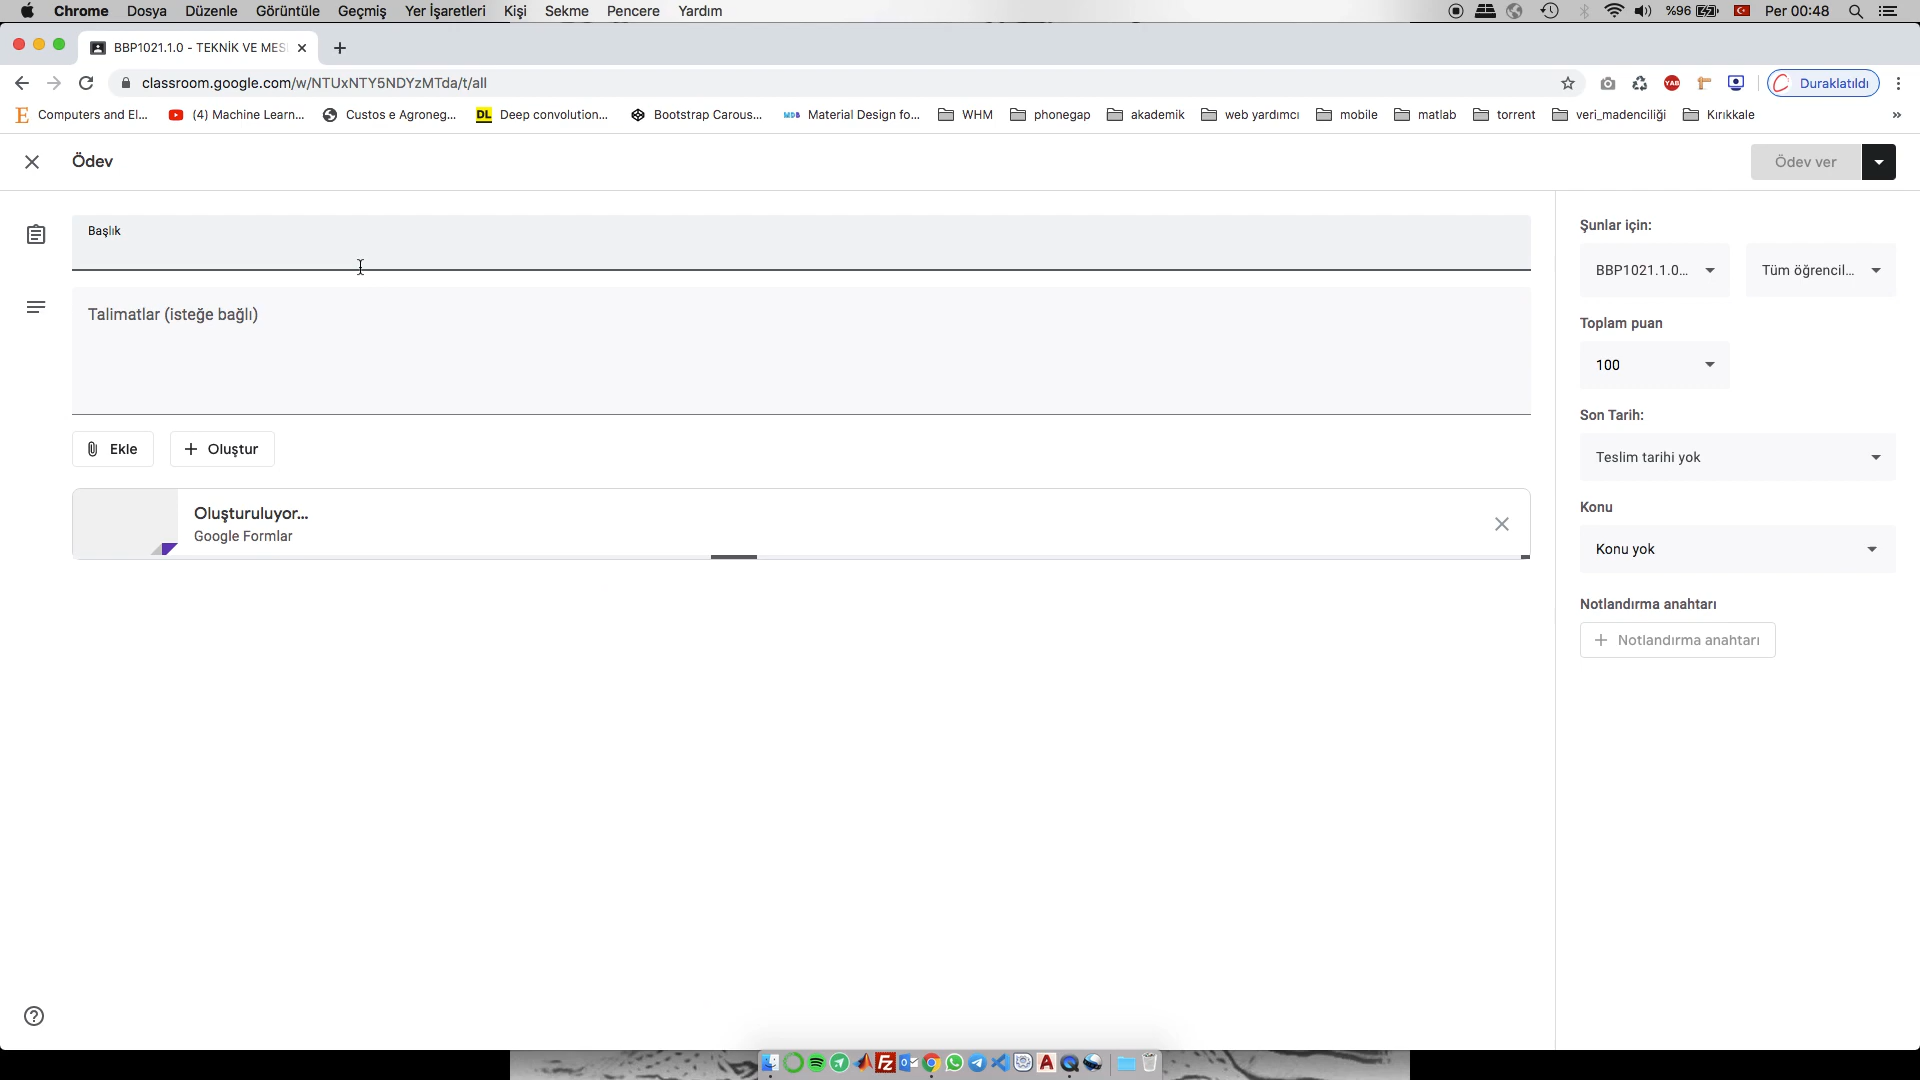 Chrome Dosya Düzenle Görüntüle Geçmiş Yer İşaretleri Kişi Sekme Pencere Yardım %96 Per 00:48
BBP1021.1.0 - TEKNİK VE MES
classroom.google.com/w/NTUxNTY5NDYzMTda/t/all YAB Duraklatıldı
E Computers and El... (4) Machine Learn... Custos e Agroneg... DL Deep convolution... Bootstrap Carous... MDB Material Design fo... WHM phonegap akademik web yardımcı mobile matlab torrent veri_madenciliği Kırıkkale »
Ödev
Ödev ver
Başlık
Talimatlar (isteğe bağlı)
Ekle
Oluştur
Oluşturuluyor...
Google Formlar
Şunlar için:
BBP1021.1.0... Tüm öğrencil...
Toplam puan
100
Son Tarih:
Teslim tarihi yok
Konu
Konu yok
Notlandırma anahtarı
Notlandırma anahtarı